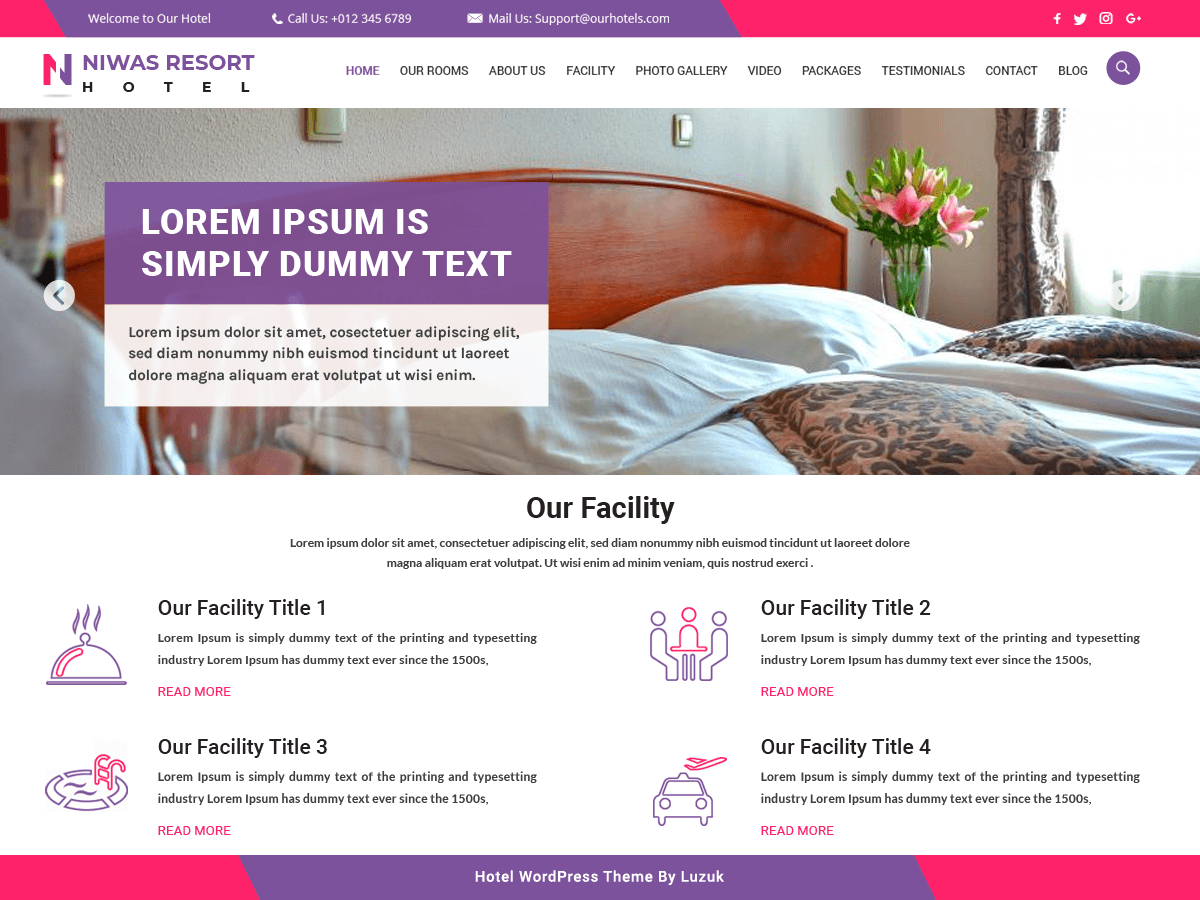 Welcome to Our Hotel
Call Us: +012 345 6789
Mail Us: Support@ourhotels.com
NIWAS RESORT
HOTEL
HOME
OUR ROOMS
ABOUT US
FACILITY
PHOTO GALLERY
VIDEO
PACKAGES
TESTIMONIALS
CONTACT
BLOG
LOREM IPSUM IS
SIMPLY DUMMY TEXT
Lorem ipsum dolor sit amet, cosectetuer adipiscing elit,
sed diam nonummy nibh euismod tincidunt ut laoreet
dolore magna aliquam erat volutpat ut wisi enim.
Our Facility
Lorem ipsum dolor sit amet, consectetuer adipiscing elit, sed diam nonummy nibh euismod tincidunt ut laoreet dolore
magna aliquam erat volutpat. Ut wisi enim ad minim veniam, quis nostrud exerci .
Our Facility Title 1
Lorem Ipsum is simply dummy text of the printing and typesetting
industry Lorem Ipsum has dummy text ever since the 1500s,
READ MORE
Our Facility Title 2
Lorem Ipsum is simply dummy text of the printing and typesetting
industry Lorem Ipsum has dummy text ever since the 1500s,
READ MORE
Our Facility Title 3
Lorem Ipsum is simply dummy text of the printing and typesetting
industry Lorem Ipsum has dummy text ever since the 1500s,
READ MORE
Our Facility Title 4
Lorem Ipsum is simply dummy text of the printing and typesetting
industry Lorem Ipsum has dummy text ever since the 1500s,
READ MORE
Hotel WordPress Theme By Luzuk